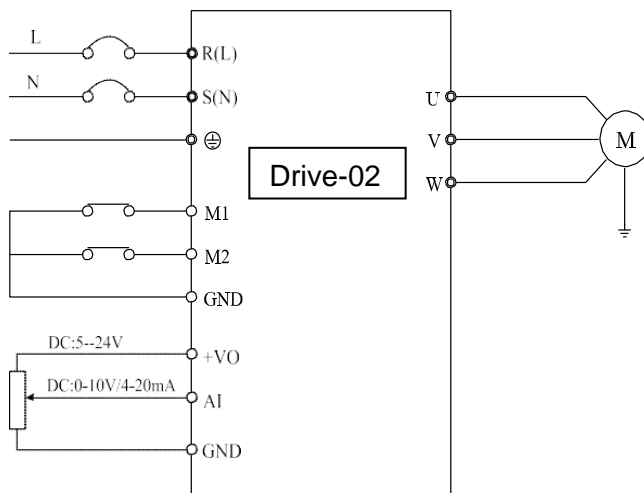 L
R(L)
N
S(N)
U
V
M
Drive-02
W
M1
M2
GND
DC:5--24V
+VO
DC:0-10V/4-20mA
AI
GND